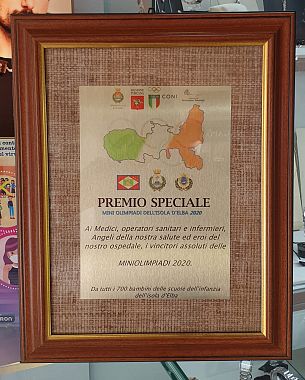 CONI
PREMIO SPECIALE
MINI OLIMPIADI DELL'ISOLA D'ELBA 2020
Ai Medici, operatori sanitari e infermieri,
Angeli della nostra salute ed eroi del
nostro ospedale, i vincitori assoluti delle
MINIOLIMPIADI 2020.
Da tutti i 700 bambini delle scuole dell'infanzia
dell'Isola d'Elba